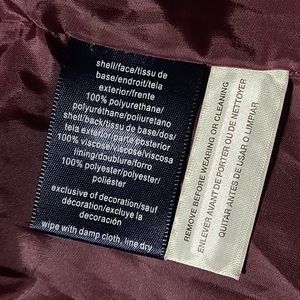 shell/face/tissu de
base/endroit/tela
exterior/frente
100% polyurethane/
polyuréthane/poliuretano
shell/back/tissu de base/dos/
tela exterior/parte posterior
100% viscose/viscose/viscosa
lining/doublure/forro
100% polyester/polyester/
poliéster
exclusive of decoration/sauf
décoration/excluye la
decoración
wipe with damp cloth, line dry
REMOVE BEFORE WEARING OR CLEANING
ENLEVER AVANT DE PORTER OU DE NETTOYER
QUITAR ANTES DE USAR O LIMPIAR